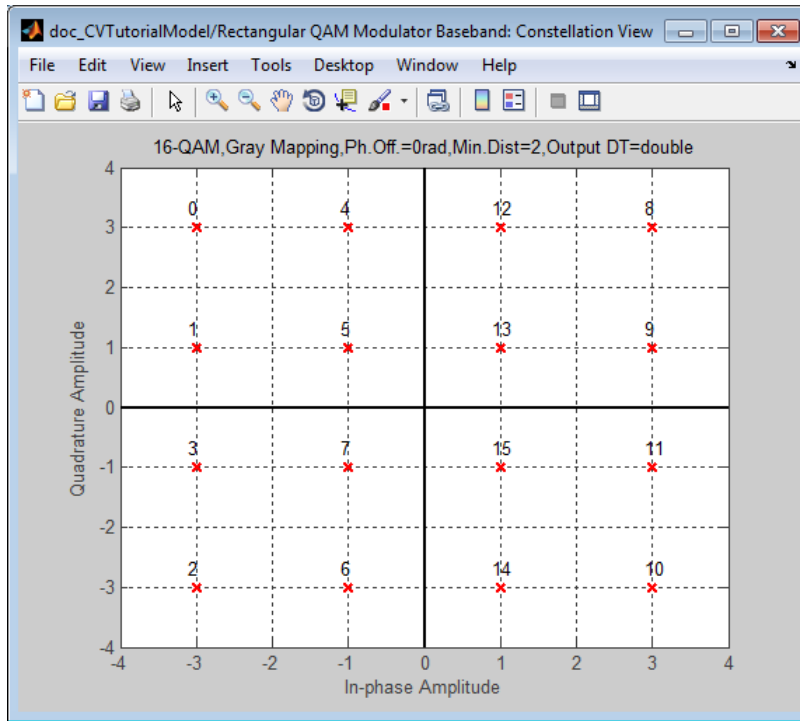 doc_CVTutorialModel/Rectangular QAM Modulator Baseband: Constellation View
File Edit View Insert Tools Desktop Window Help
16-QAM,Gray Mapping,Ph.Off.=0rad,Min.Dist=2,Output DT=double
4
0 4 12 8
3
2
1 5 13 9
1
Quadrature Amplitude
0
3 7 15 11
-1
-2
2 6 14 10
-3
-4
-4 -3 -2 -1 0 1 2 3 4
In-phase Amplitude